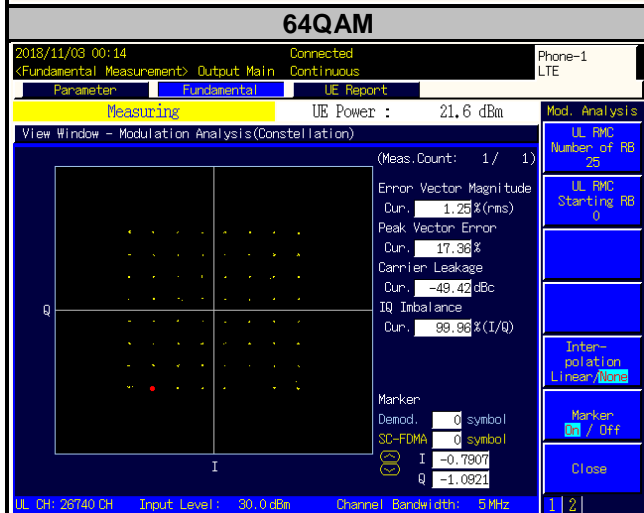 64QAM
2018/11/03 00:14 Connected Phone-1
<Fundamental Measurement> Output Main Continuous LTE
Parameter Fundamental UE Report
Measuring UE Power : 21.6 dBm Mod. Analysis
View Window - Modulation Analysis(Constellation)
UL RMC
Number of RB
25
(Meas.Count: 1/ 1)
Error Vector Magnitude
Cur. 1.25 %(rms)
UL RMC
Starting RB
0
Peak Vector Error
Cur. 17.36 %
Carrier Leakage
Cur. -49.42 dBc
IQ Imbalance
Cur. 99.96 %(I/Q)
Q
I
Inter-
polation
Linear/None
Marker
Demod. 0 symbol
SC-FDMA 0 symbol
I -0.7907
Q -1.0921
Marker
On / Off
Close
UL CH: 26740 CH Input Level: 30.0 dBm Channel Bandwidth: 5 MHz 1 2